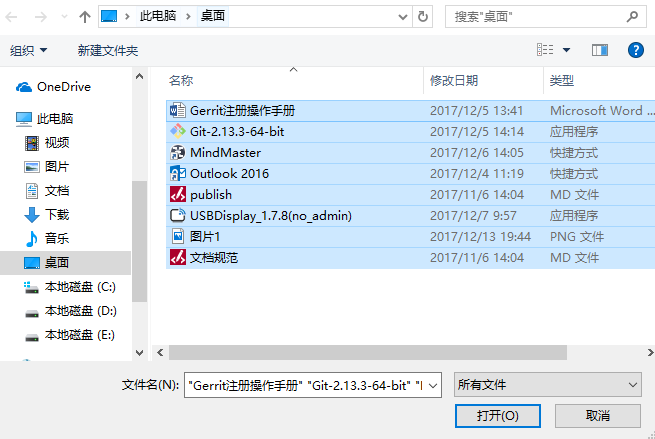 此电脑 桌面 搜索"桌面"
组织 新建文件夹
名称 修改日期 类型
OneDrive
此电脑
视频
图片
文档
下载
音乐
桌面
本地磁盘 (C:)
本地磁盘 (D:)
本地磁盘 (E:)
Gerrit注册操作手册 2017/12/5 13:41 Microsoft Word ...
Git-2.13.3-64-bit 2017/12/5 14:14 应用程序
MindMaster 2017/12/6 14:05 快捷方式
Outlook 2016 2017/12/4 11:19 快捷方式
publish 2017/11/6 14:04 MD 文件
USBDisplay_1.7.8(no_admin) 2017/12/7 9:57 应用程序
图片1 2017/12/13 19:44 PNG 文件
文档规范 2017/11/6 14:04 MD 文件
文件名(N): "Gerrit注册操作手册" "Git-2.13.3-64-bit" " 所有文件
打开(O) 取消